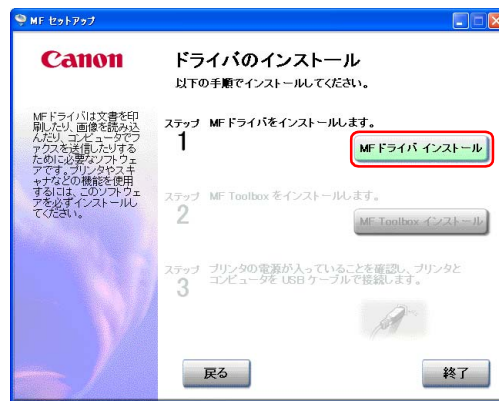 MF セットアップ
Canon
ドライバのインストール
以下の手順でインストールしてください。
MFドライバは文書を印
刷したり、画像を読み込
んだり、コンピュータでフ
ァクスを送信したりする
ために必要なソフトウェ
アです。プリンタやスキ
ャナなどの機能を使用
するには、このソフトウェ
アを必ずインストールし
てください。
ステップ 1 MFドライバをインストールします。
MFドライバ インストール
ステップ 2 MF Toolbox をインストールします。
MF Toolbox インストール
ステップ 3 プリンタの電源が入っていることを確認し、プリンタと
コンピュータを USB ケーブルで接続します。
戻る
終了